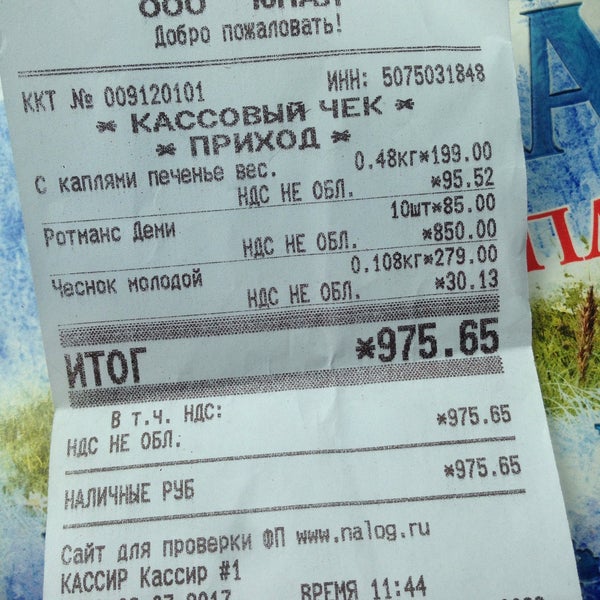 ООО
Добро пожаловать!
ККТ № 009120101 ИНН: 5075031848
* КАССОВЫЙ ЧЕК *
* ПРИХОД *
С каплями печенье вес. 0.48кг*199.00
НДС НЕ ОБЛ. *95.52
10шт*85.00
Ротманс Деми
НДС НЕ ОБЛ. *850.00
0.108кг*279.00
Чеснок молодой
НДС НЕ ОБЛ. *30.13
ИТОГ *975.65
В т.ч. НДС:
НДС НЕ ОБЛ. *975.65
НАЛИЧНЫЕ РУБ *975.65
Сайт для проверки ФП www.nalog.ru
КАССИР Кассир #1
ВРЕМЯ 11:44